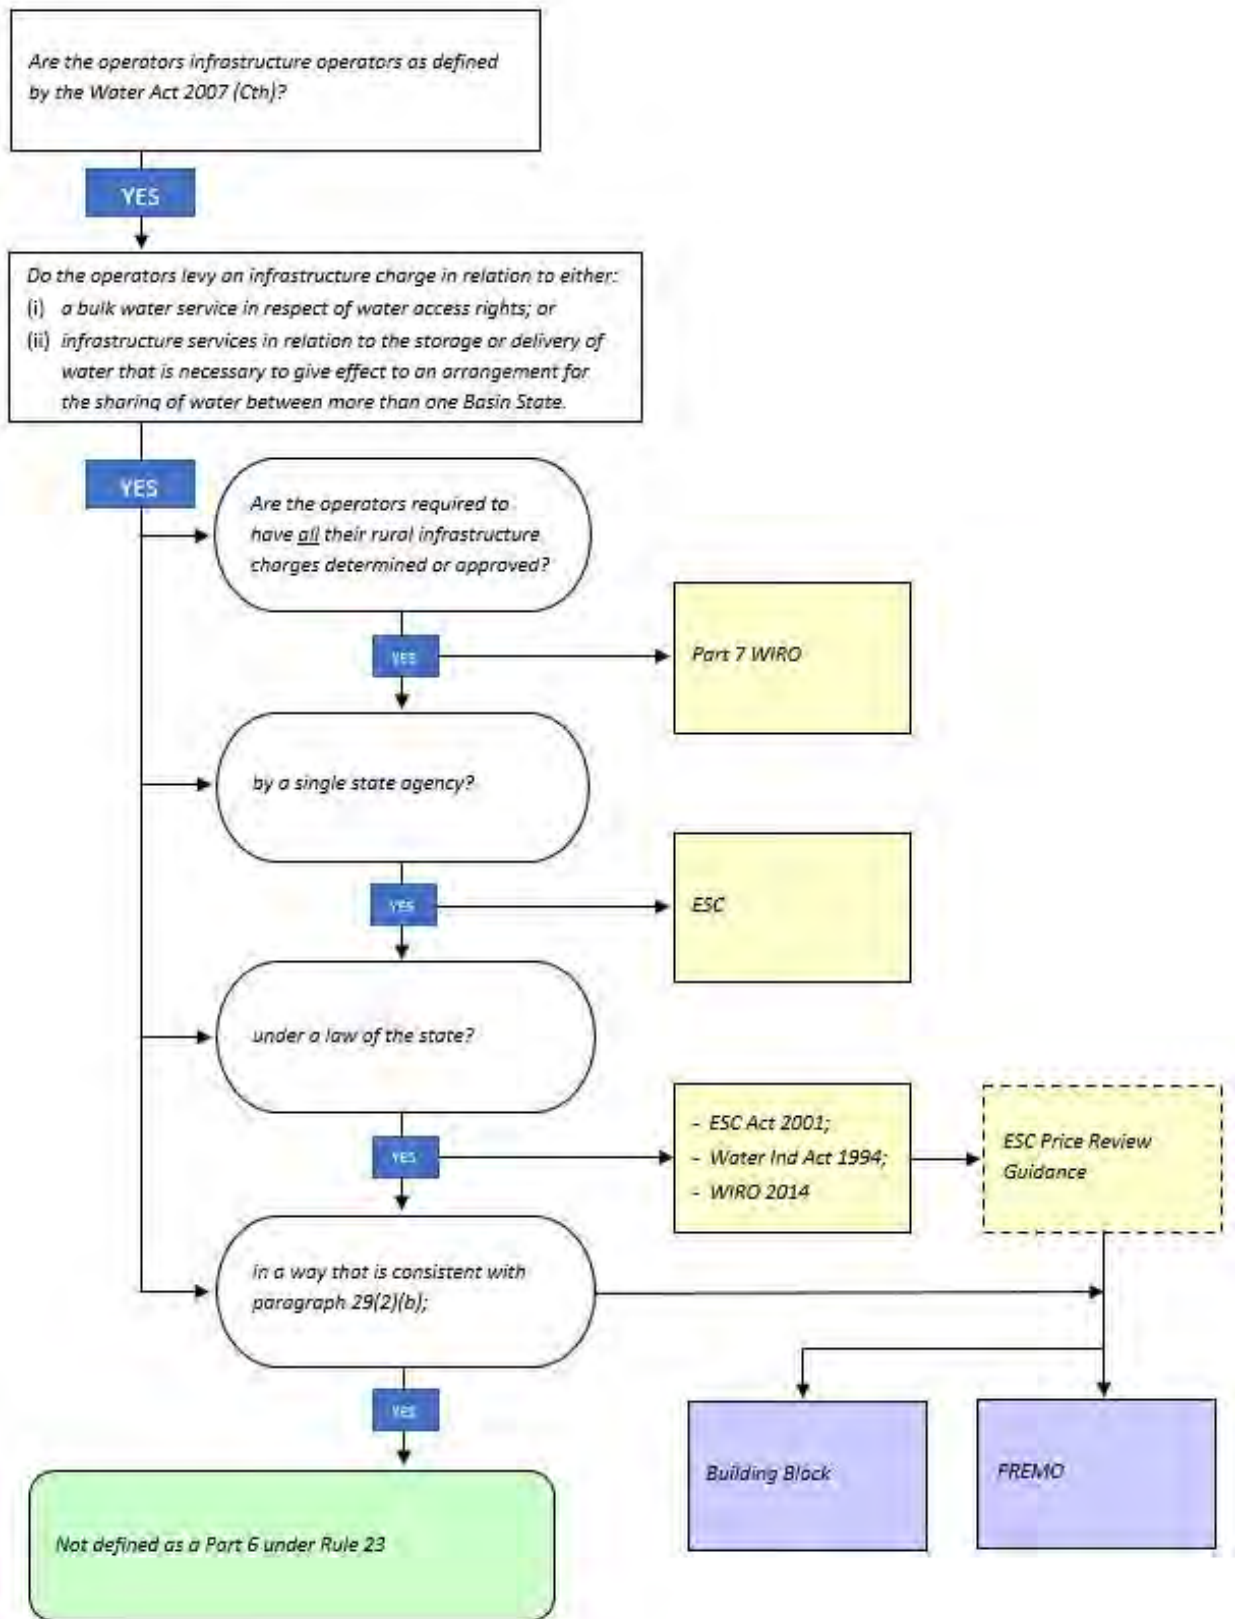 Are the operators infrastructure operators as defined
by the Water Act 2007 (Cth)?
YES
Do the operators levy an infrastructure charge in relation to either:
(i) a bulk water service in respect of water access rights; or
(ii) infrastructure services in relation to the storage or delivery of
water that is necessary to give effect to an arrangement for
the sharing of water between more than one Basin State.
YES
Are the operators required to
have all their rural infrastructure
charges determined or approved?
YES
Part 7 WIRO
by a single state agency?
YES
ESC
under a law of the state?
YES
- ESC Act 2001;
- Water Ind Act 1994;
- WIRO 2014
ESC Price Review
Guidance
in a way that is consistent with
paragraph 29(2)(b);
YES
Building Block
PREMO
Not defined as a Part 6 under Rule 23